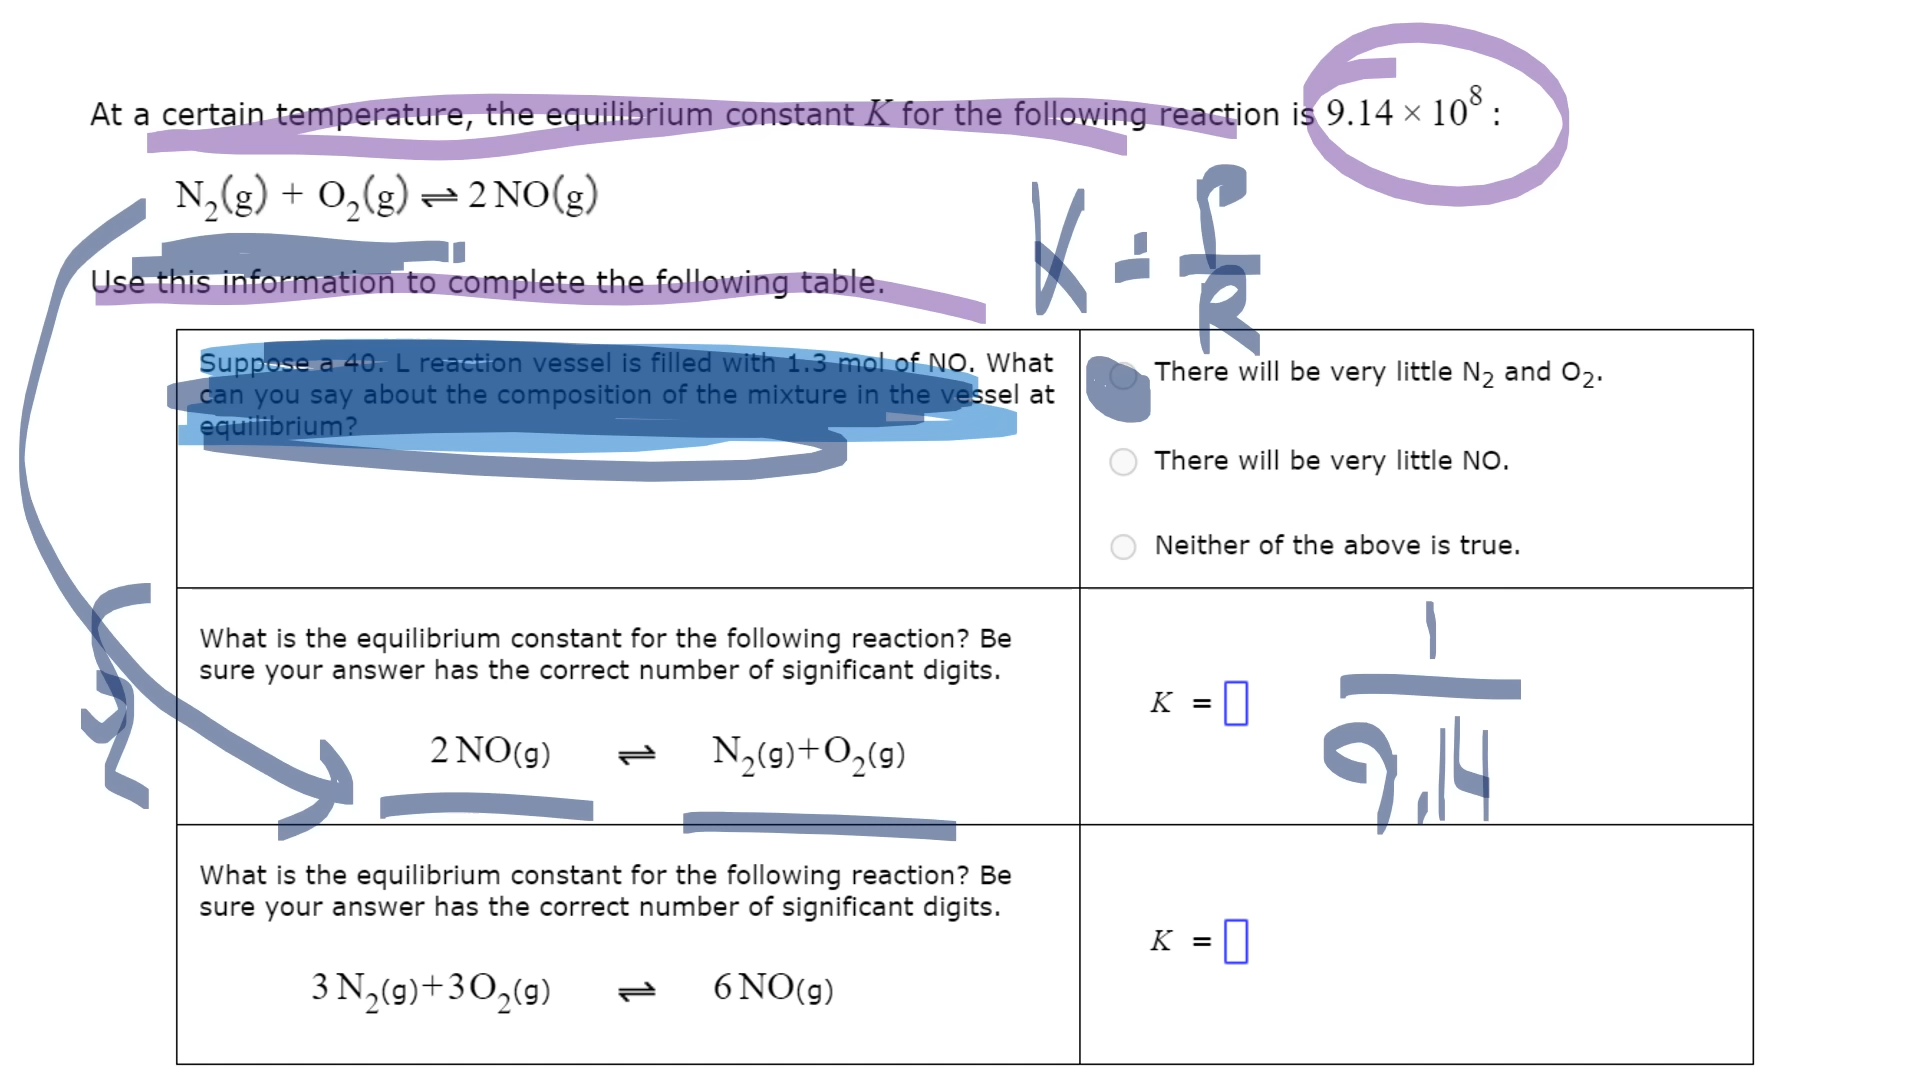 At a certain temperature, the equilibrium constant K for the following reaction is 9.14 × 10⁸ :
N₂(g) + O₂(g) ⇌ 2 NO(g)
K = P
R
Use this information to complete the following table.
Suppose a 40. L reaction vessel is filled with 1.3 mol of NO. What
can you say about the composition of the mixture in the vessel at
equilibrium?
There will be very little N₂ and O₂.
There will be very little NO.
Neither of the above is true.
What is the equilibrium constant for the following reaction? Be
sure your answer has the correct number of significant digits.
2 NO(g) ⇌ N₂(g)+O₂(g)
K =
1
9.14
What is the equilibrium constant for the following reaction? Be
sure your answer has the correct number of significant digits.
3 N₂(g)+3 O₂(g) ⇌ 6 NO(g)
K =